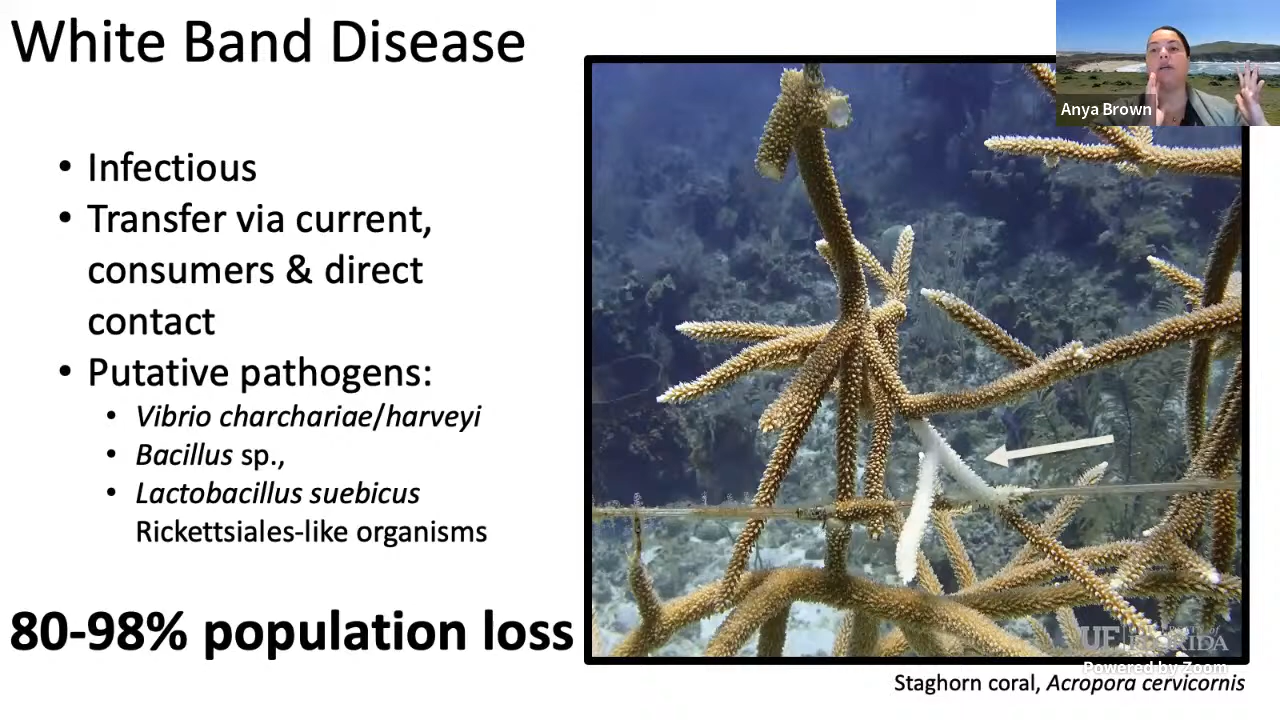 White Band Disease
Anya Brown
• Infectious
• Transfer via current,
consumers & direct
contact
• Putative pathogens:
• Vibrio charchariae/harveyi
• Bacillus sp.,
• Lactobacillus suebicus
Rickettsiales-like organisms
80-98% population loss
UF
Powered by Zoom
Staghorn coral, Acropora cervicornis